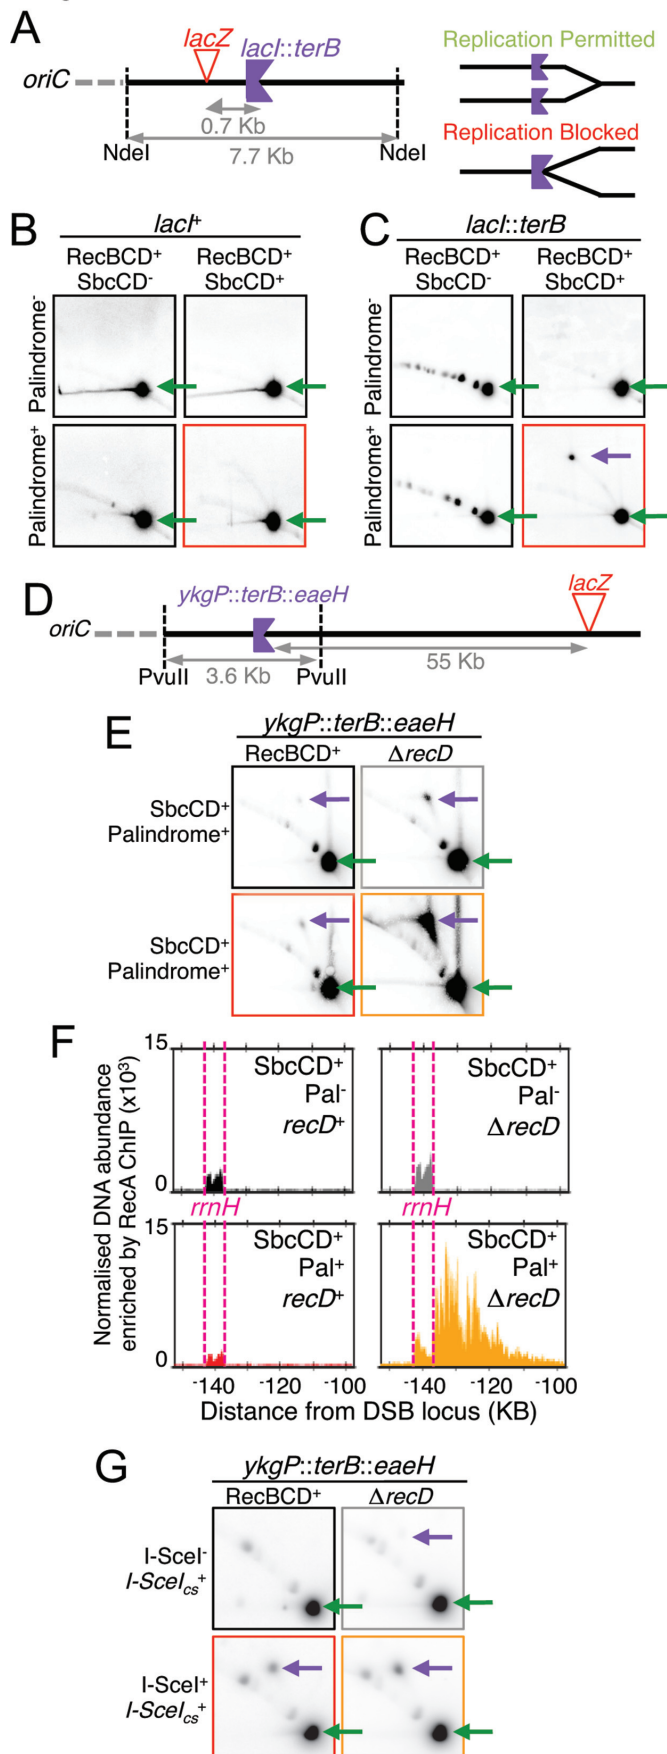 A
lacZ
lacI::terB
oriC
0.7 Kb
7.7 Kb
NdeI
NdeI
Replication Permitted
Replication Blocked
B
lacI+
RecBCD+
SbcCD-
RecBCD+
SbcCD+
Palindrome-
Palindrome+
C
lacI::terB
RecBCD+
SbcCD-
RecBCD+
SbcCD+
Palindrome-
Palindrome+
D
ykgP::terB::eaeH
lacZ
oriC
PvuII
3.6 Kb
PvuII
55 Kb
E
ykgP::terB::eaeH
RecBCD+
ΔrecD
SbcCD+
Palindrome+
SbcCD+
Palindrome+
F
Normalised DNA abundance
enriched by RecA ChIP (x10³)
15
0
SbcCD+
Pal-
recD+
SbcCD+
Pal-
ΔrecD
rrnH
rrnH
15
0
SbcCD+
Pal+
recD+
SbcCD+
Pal+
ΔrecD
-140
-120
-100
-140
-120
-100
Distance from DSB locus (KB)
G
ykgP::terB::eaeH
RecBCD+
ΔrecD
I-SceI-
I-SceIcs+
I-SceI+
I-SceIcs+